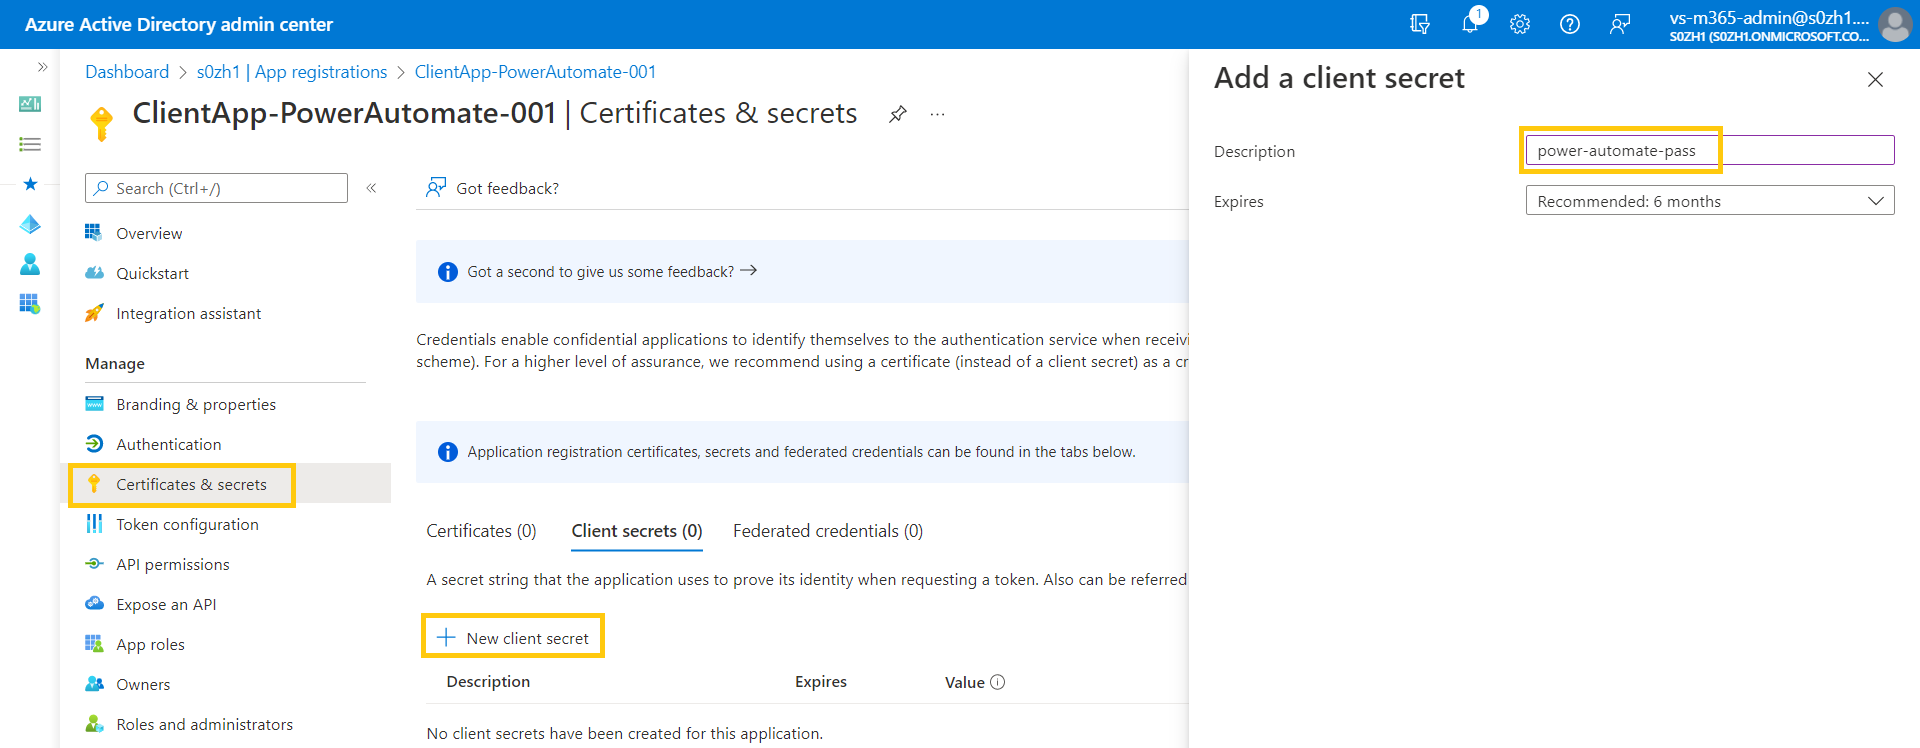 Azure Active Directory admin center
1
vs-m365-admin@s0zh1....
S0ZH1 (S0ZH1.ONMICROSOFT.CO...
Dashboard > s0zh1 | App registrations > ClientApp-PowerAutomate-001
ClientApp-PowerAutomate-001 | Certificates & secrets
Search (Ctrl+/)
Overview
Quickstart
Integration assistant
Manage
Branding & properties
Authentication
Certificates & secrets
Token configuration
API permissions
Expose an API
App roles
Owners
Roles and administrators
Got feedback?
Got a second to give us some feedback?
Credentials enable confidential applications to identify themselves to the authentication service when receivi
scheme). For a higher level of assurance, we recommend using a certificate (instead of a client secret) as a cr
Application registration certificates, secrets and federated credentials can be found in the tabs below.
Certificates (0) Client secrets (0) Federated credentials (0)
A secret string that the application uses to prove its identity when requesting a token. Also can be referred
New client secret
Description Expires Value
No client secrets have been created for this application.
Add a client secret
Description power-automate-pass
Expires Recommended: 6 months